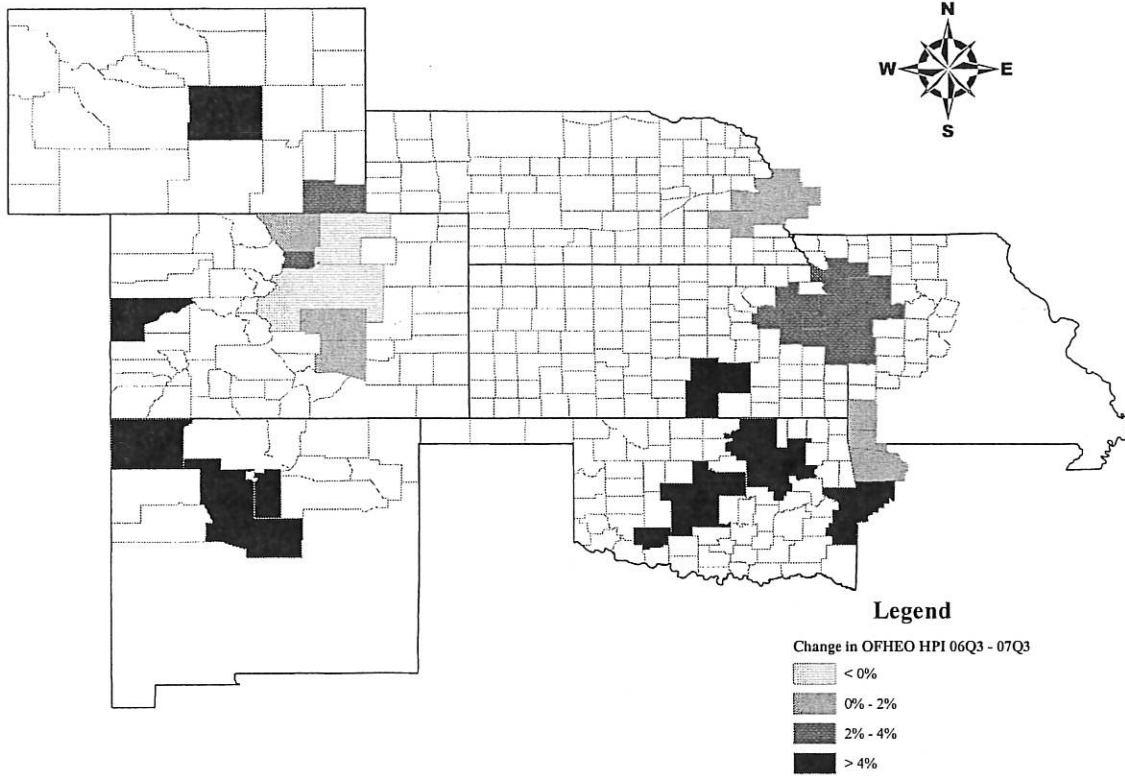 N
W E
S
Legend
Change in OFHEO HPI 06Q3 - 07Q3
< 0%
0% - 2%
2% - 4%
> 4%